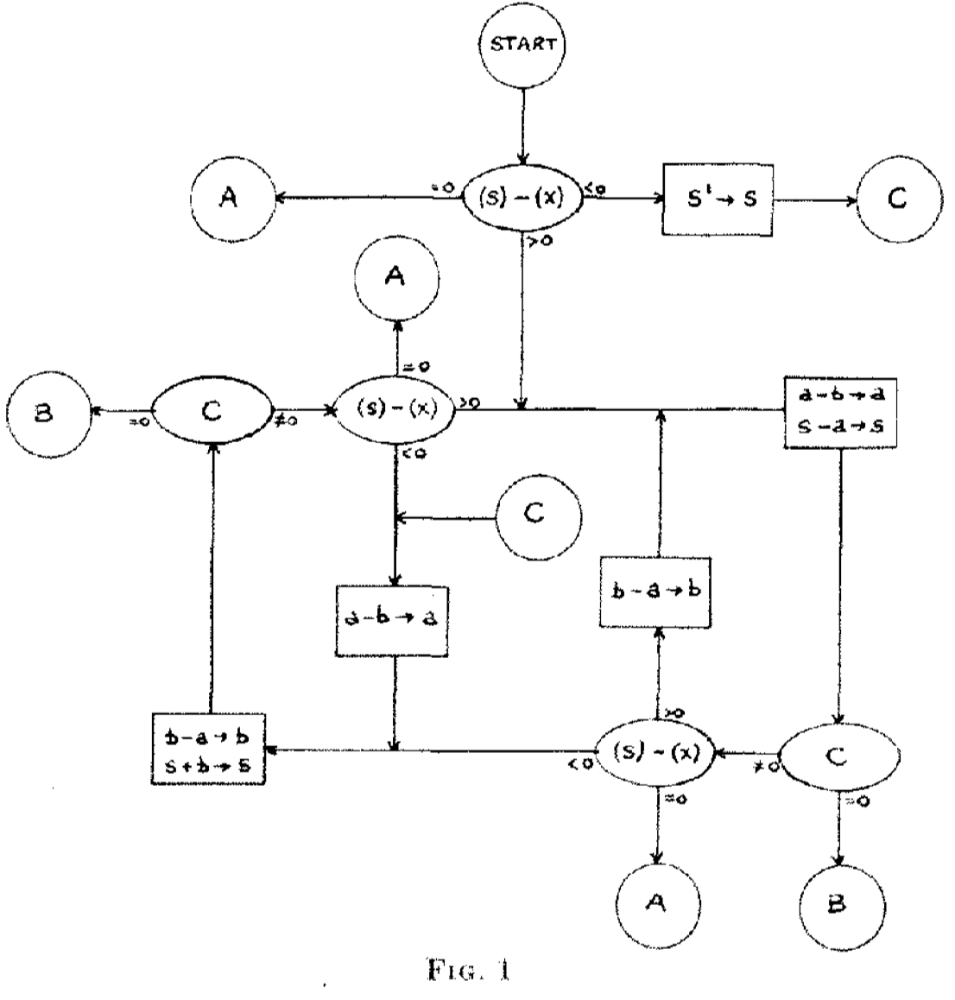 START
=0
(s) - (x)
<0
>0
A
s' → s
C
A
=0
B
=0
C
≠0
(s) - (x)
>0
<0
a - b → a
s - a → s
C
b - a → b
a - b → a
>0
b - a → b
s + b → s
<0
(s) - (x)
≠0
C
=0
=0
A
B
FIG. 1